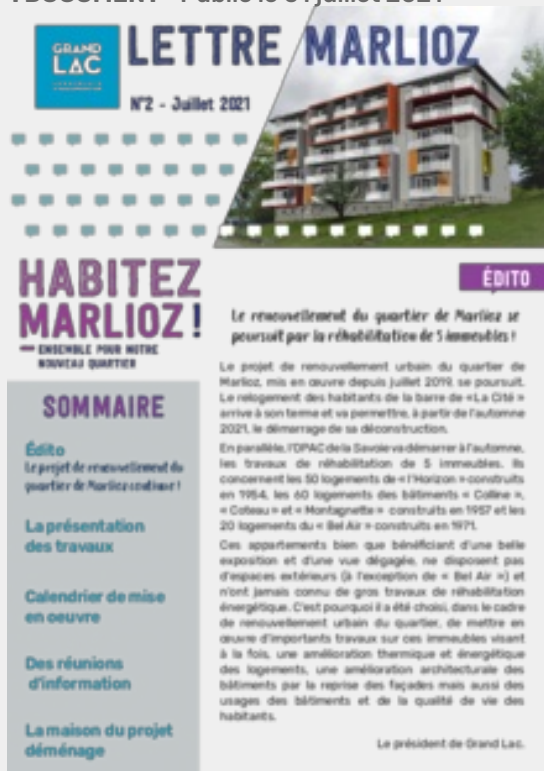 DOCUMENT - Publié le 31 juillet 2021
GRAND
LAC
LETTRE MARLIOZ
N°2 - Juillet 2021
HABITEZ
MARLIOZ !
ENSEMBLE POUR NOTRE
NOUVEAU QUARTIER
SOMMAIRE
Édito
Le projet de renouvellement du
quartier de Marlioz continue !
La présentation
des travaux
Calendrier de mise
en oeuvre
Des réunions
d'information
La maison du projet
déménage
ÉDITO
Le renouvellement du quartier de Marlioz se
poursuit par la réhabilitation de 5 immeubles !
Le projet de renouvellement urbain du quartier de
Marlioz, mis en œuvre depuis juillet 2019, se poursuit.
Le relogement des habitants de la barre de «La Cité »
arrive à son terme et va permettre, à partir de l'automne
2021, le démarrage de sa déconstruction.
En parallèle, l'OPAC de la Savoie va démarrer à l'automne,
les travaux de réhabilitation de 5 immeubles. Ils
concernent les 50 logements de « l'Horizon » construits
en 1954, les 60 logements des bâtiments « Colline »,
« Coteau » et « Montagnette » construits en 1957 et les
20 logements du « Bel Air » construits en 1971.
Ces appartements bien que bénéficiant d'une belle
exposition et d'une vue dégagée, ne disposent pas
d'espaces extérieurs (à l'exception de « Bel Air ») et
n'ont jamais connu de gros travaux de réhabilitation
énergétique. C'est pourquoi il a été choisi, dans le cadre
de renouvellement urbain du quartier, de mettre en
œuvre d'importants travaux sur ces immeubles visant
à la fois, une amélioration thermique et énergétique
des logements, une amélioration architecturale des
bâtiments par la reprise des façades mais aussi des
usages des bâtiments et de la qualité de vie des
habitants.
Le président de Grand Lac.